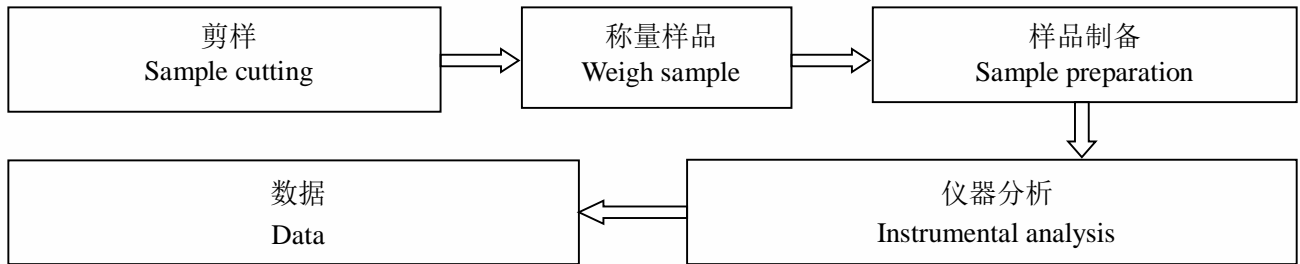 剪样
Sample cutting
称量样品
Weigh sample
样品制备
Sample preparation
仪器分析
Instrumental analysis
数据
Data